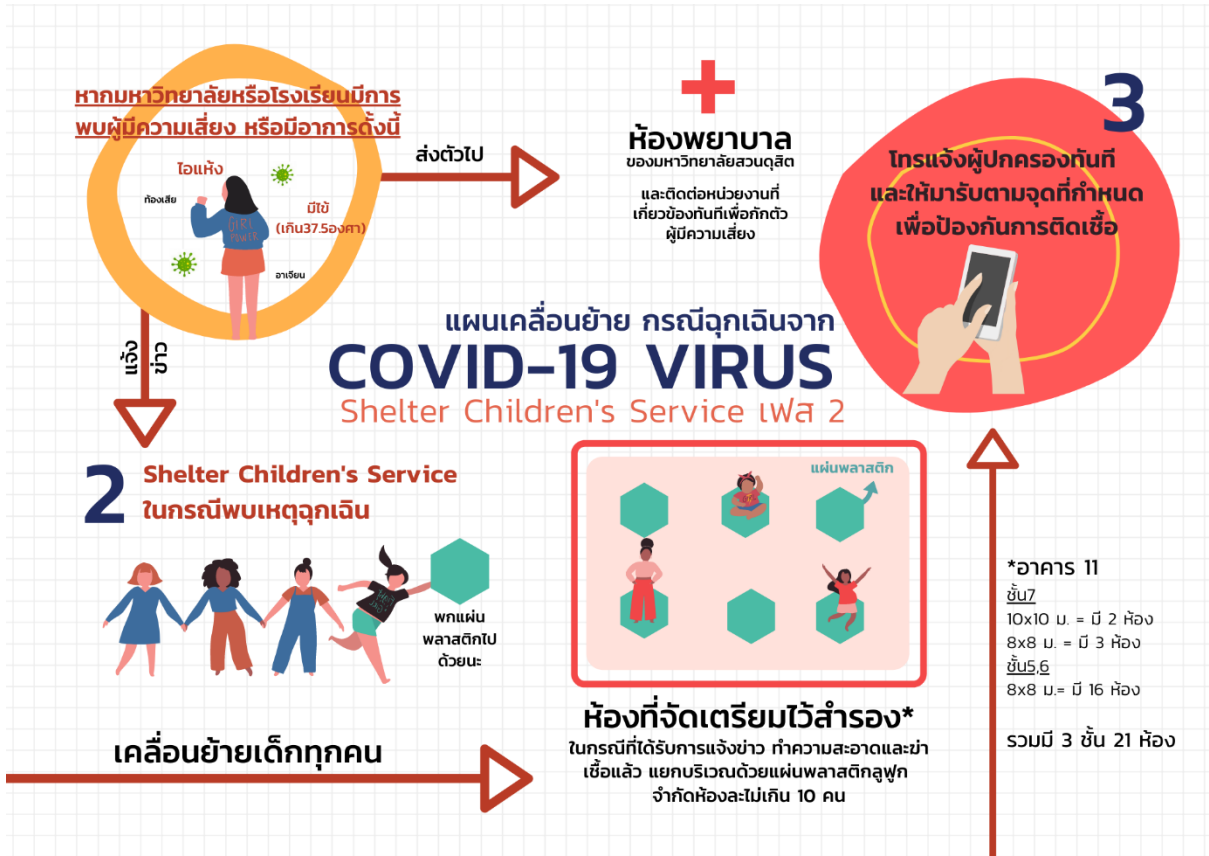 หากมหาวิทยาลัยหรือโรงเรียนมีการ
พบผู้มีความเสี่ยง หรือมีอาการดั้งนี้
ไอแห้ง
ท้องเสีย
มีไข้
(เกิน37.5องศา)
อาเจียน
GIRL
POWER
ส่งตัวไป
ห้องพยาบาล
ของมหาวิทยาลัยสวนดุสิต
และติดต่อหน่วยงานที่
เกี่ยวข้องทันทีเพื่อกักตัว
ผู้มีความเสี่ยง
3
โทรแจ้งผู้ปกครองทันที
และให้มารับตามจุดที่กำหนด
เพื่อป้องกันการติดเชื้อ
แจ้ง
ข่าว
แผนเคลื่อนย้าย กรณีฉุกเฉินจาก
COVID-19 VIRUS
Shelter Children's Service เฟส 2
2
Shelter Children's Service
ในกรณีพบเหตุฉุกเฉิน
พกแผ่น
พลาสติกไป
ด้วยนะ
เคลื่อนย้ายเด็กทุกคน
แผ่นพลาสติก
ห้องที่จัดเตรียมไว้สำรอง*
ในกรณีที่ได้รับการแจ้งข่าว ทำความสะอาดและฆ่า
เชื้อแล้ว แยกบริเวณด้วยแผ่นพลาสติกลูฟูก
จำกัดห้องละไม่เกิน 10 คน
*อาคาร 11
ชั้น7
10x10 ม. = มี 2 ห้อง
8x8 ม. = มี 3 ห้อง
ชั้น5,6
8x8 ม.= มี 16 ห้อง
รวมมี 3 ชั้น 21 ห้อง